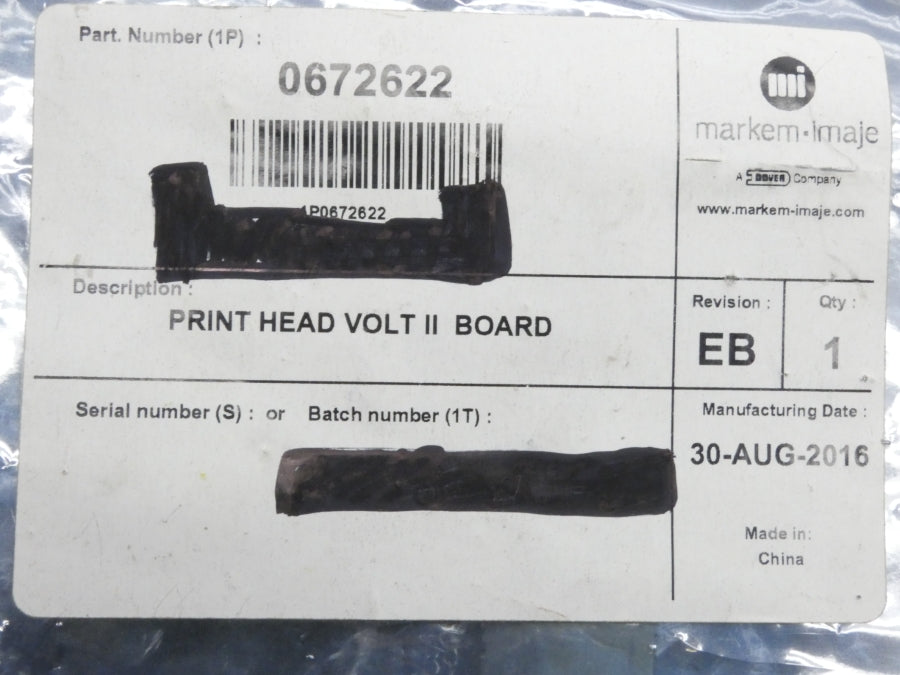 Part. Number (1P) :
0672622
1P0672622
mi
markem·imaje
A DOVER Company
www.markem-imaje.com
Description :
PRINT HEAD VOLT II BOARD
Revision :
EB
Qty :
1
Serial number (S) : or Batch number (1T) :
Manufacturing Date :
30-AUG-2016
Made in:
China